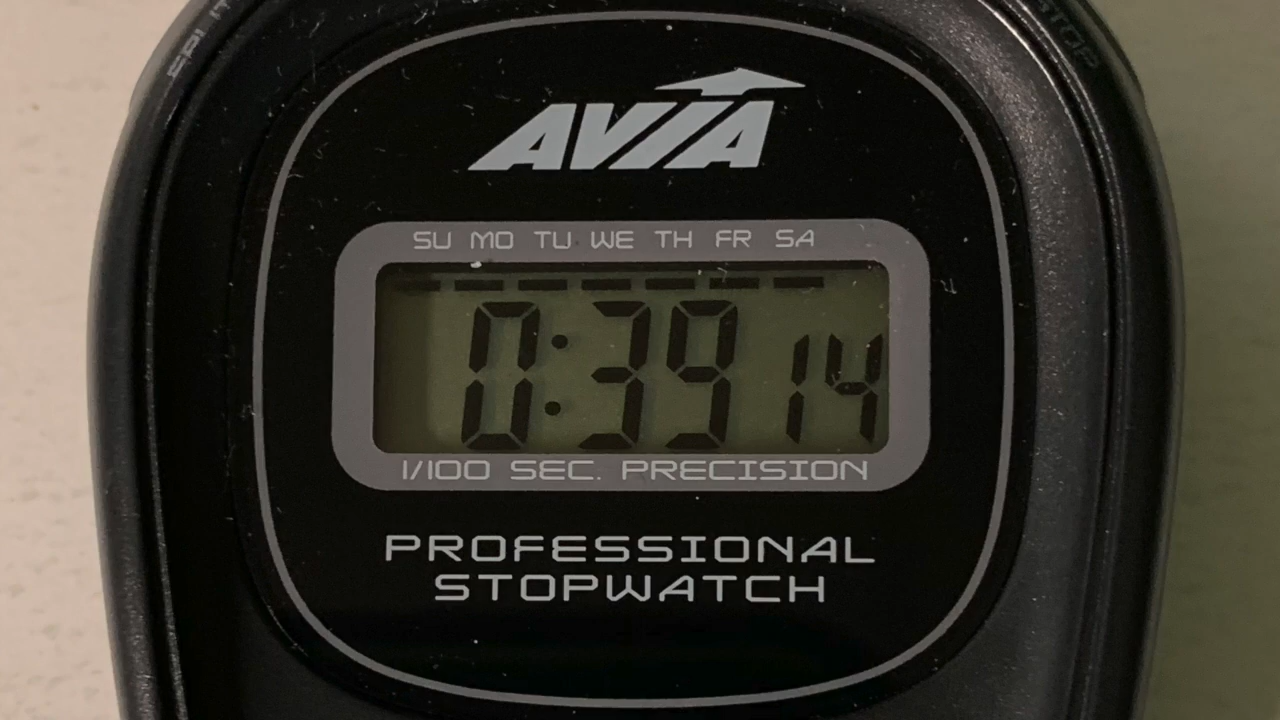 AVIA
SU MO TU WE TH FR SA
0:39 14
1/100 SEC. PRECISION
PROFESSIONAL
STOPWATCH